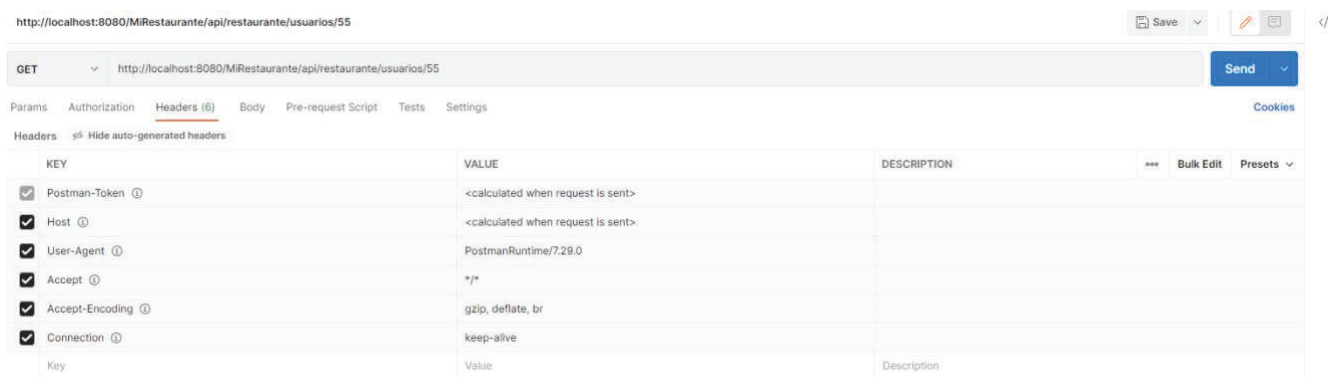 http://localhost:8080/MiRestaurante/api/restaurante/usuarios/55 Save </
GET http://localhost:8080/MiRestaurante/api/restaurante/usuarios/55 Send
Params Authorization Headers (6) Body Pre-request Script Tests Settings Cookies
Headers Hide auto-generated headers
KEY VALUE DESCRIPTION ooo Bulk Edit Presets
Postman-Token <calculated when request is sent>
Host <calculated when request is sent>
User-Agent PostmanRuntime/7.29.0
Accept */*
Accept-Encoding gzip, deflate, br
Connection keep-alive
Key Value Description